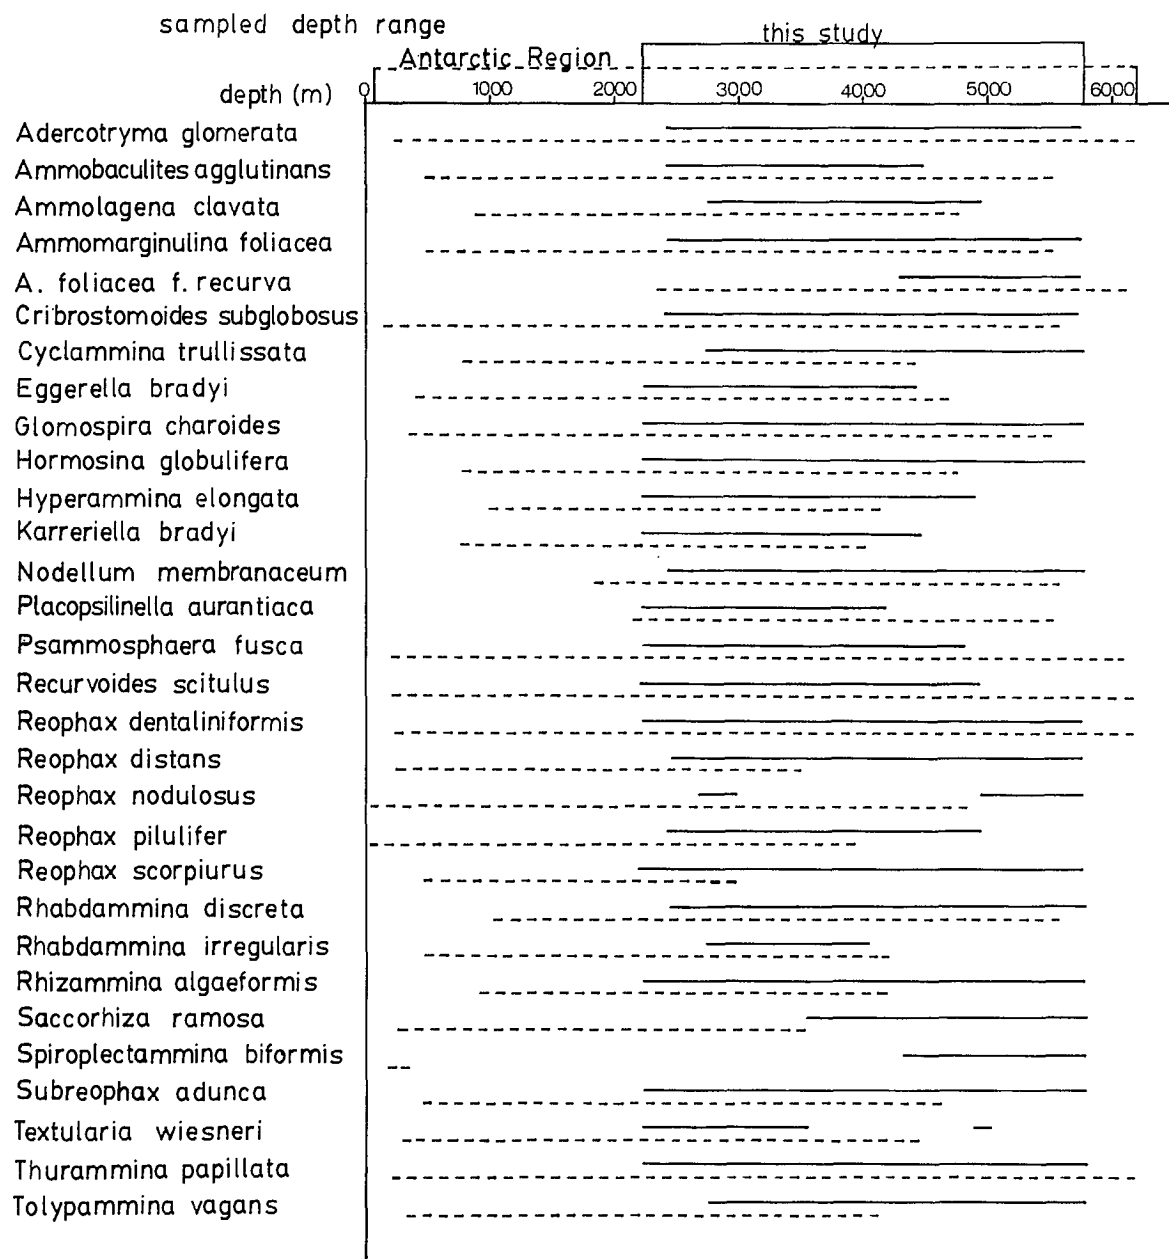 sampled depth range
this study
Antarctic Region
depth (m) 0 1000 2000 3000 4000 5000 6000
Adercotryma glomerata
Ammobaculites agglutinans
Ammolagena clavata
Ammomarginulina foliacea
A. foliacea f. recurva
Cribrostomoides subglobosus
Cyclammina trullissata
Eggerella bradyi
Glomospira charoides
Hormosina globulifera
Hyperammina elongata
Karreriella bradyi
Nodellum membranaceum
Placopsilinella aurantiaca
Psammosphaera fusca
Recurvoides scitulus
Reophax dentaliniformis
Reophax distans
Reophax nodulosus
Reophax pilulifer
Reophax scorpiurus
Rhabdammina discreta
Rhabdammina irregularis
Rhizammina algaeformis
Saccorhiza ramosa
Spiroplectammina biformis
Subreophax adunca
Textularia wiesneri
Thurammina papillata
Tolypammina vagans